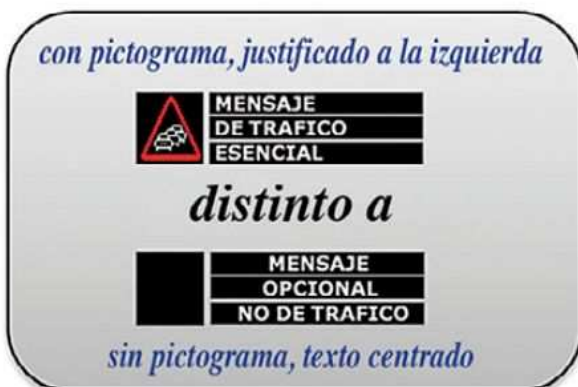 con pictograma, justificado a la izquierda
MENSAJE
DE TRAFICO
ESENCIAL
distinto a
MENSAJE
OPCIONAL
NO DE TRAFICO
sin pictograma, texto centrado